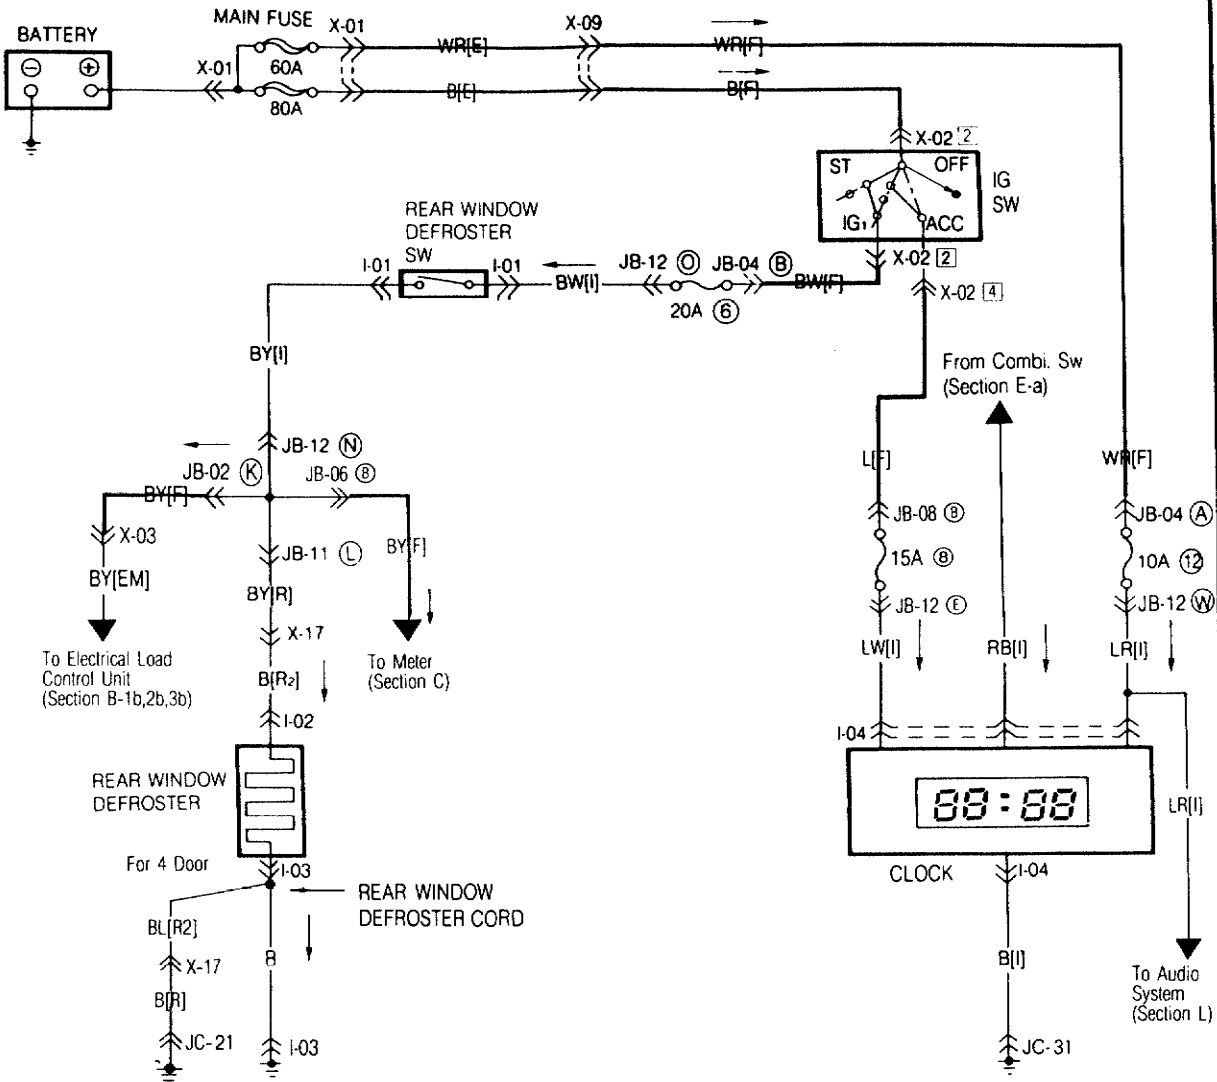 MAIN FUSE
BATTERY
X-01
X-09
WR[E]
WR[F]
60A
X-01
80A
B[E]
B[F]
X-02 2
ST
OFF
IG
SW
IG1
ACC
X-02 2
X-02 4
REAR WINDOW
DEFROSTER
SW
I-01
I-01
BW[I]
JB-12 O
JB-04 B
20A 6
BW[F]
BY[I]
From Combi. Sw
(Section E-a)
JB-12 N
JB-02 K
JB-06 8
BY[F]
X-03
JB-11 L
BY[F]
BY[EM]
BY[R]
X-17
To Electrical Load
Control Unit
(Section B-1b,2b,3b)
To Meter
(Section C)
B[R2]
I-02
L[F]
WR[F]
JB-08 8
JB-04 A
15A 8
10A 12
JB-12 E
JB-12 W
LW[I]
RB[I]
LR[I]
I-04
REAR WINDOW
DEFROSTER
88:88
LR[I]
For 4 Door
I-03
CLOCK
I-04
REAR WINDOW
DEFROSTER CORD
BL[R2]
X-17
B
B[I]
B[R]
To Audio
System
(Section L)
JC-21
I-03
JC-31